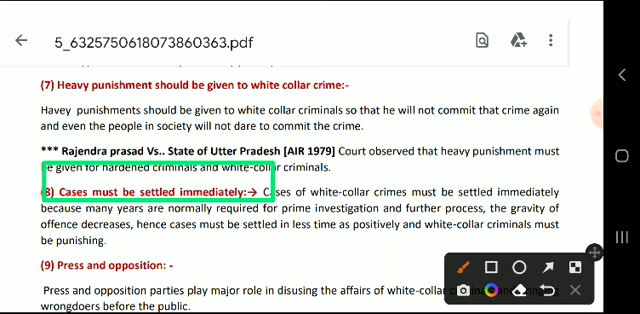 5_6325750618073860363.pdf
(7) Heavy punishment should be given to white collar crime:-
Havey punishments should be given to white collar criminals so that he will not commit that crime again
and even the people in society will not dare to commit the crime.
*** Rajendra prasad Vs.. State of Utter Pradesh [AIR 1979] Court observed that heavy punishment must
be given for hardened criminals and white-collar criminals.
(8) Cases must be settled immediately:→ Cases of white-collar crimes must be settled immediately
because many years are normally required for prime investigation and further process, the gravity of
offence decreases, hence cases must be settled in less time as positively and white-collar criminals must
be punishing.
(9) Press and opposition: -
Press and opposition parties play major role in disusing the affairs of white-collar and
wrongdoers before the public.